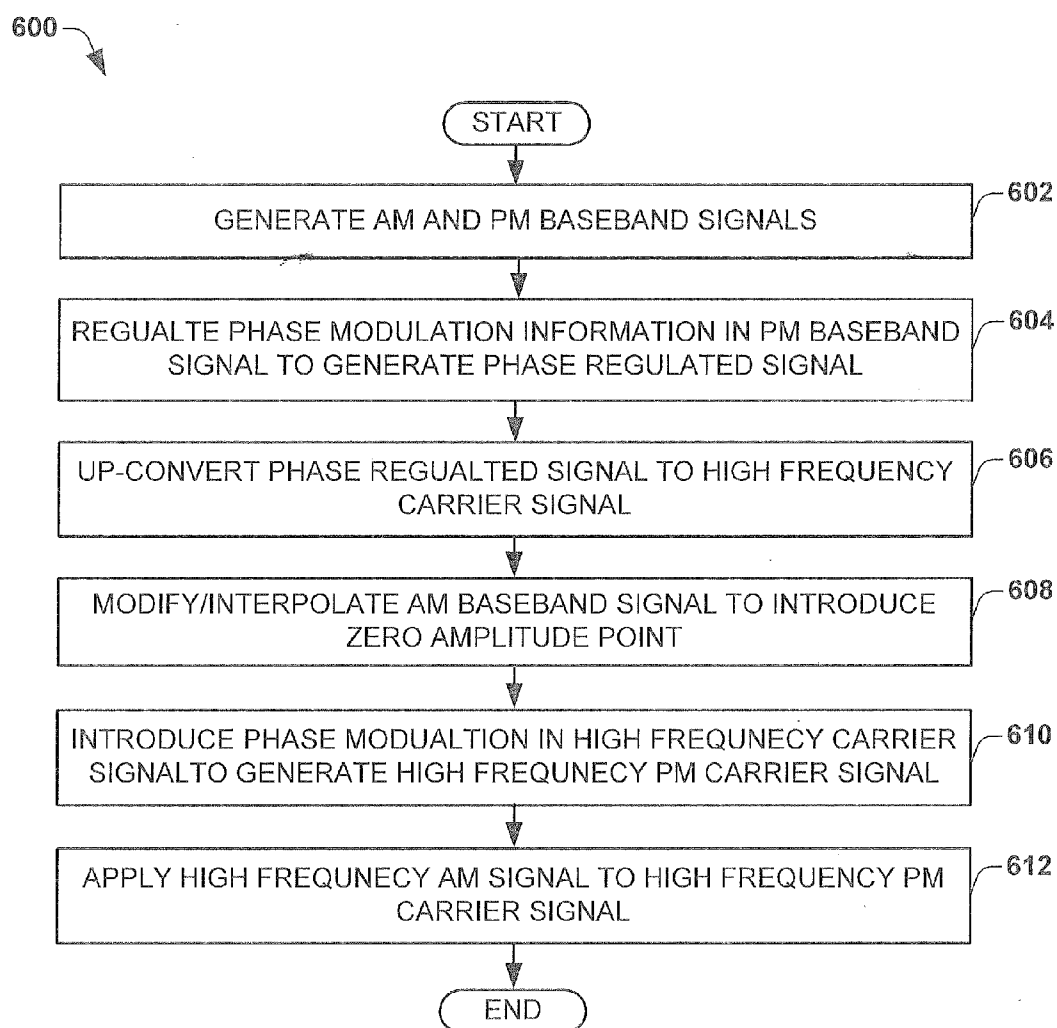 600
START
GENERATE AM AND PM BASEBAND SIGNALS
602
REGUALTE PHASE MODULATION INFORMATION IN PM BASEBAND
SIGNAL TO GENERATE PHASE REGULATED SIGNAL
604
UP-CONVERT PHASE REGUALTED SIGNAL TO HIGH FREQUENCY
CARRIER SIGNAL
606
MODIFY/INTERPOLATE AM BASEBAND SIGNAL TO INTRODUCE
ZERO AMPLITUDE POINT
608
INTRODUCE PHASE MODUALTION IN HIGH FREQUNECY CARRIER
SIGNALTO GENERATE HIGH FREQUNECY PM CARRIER SIGNAL
610
APPLY HIGH FREQUNECY AM SIGNAL TO HIGH FREQUENCY PM
CARRIER SIGNAL
612
END